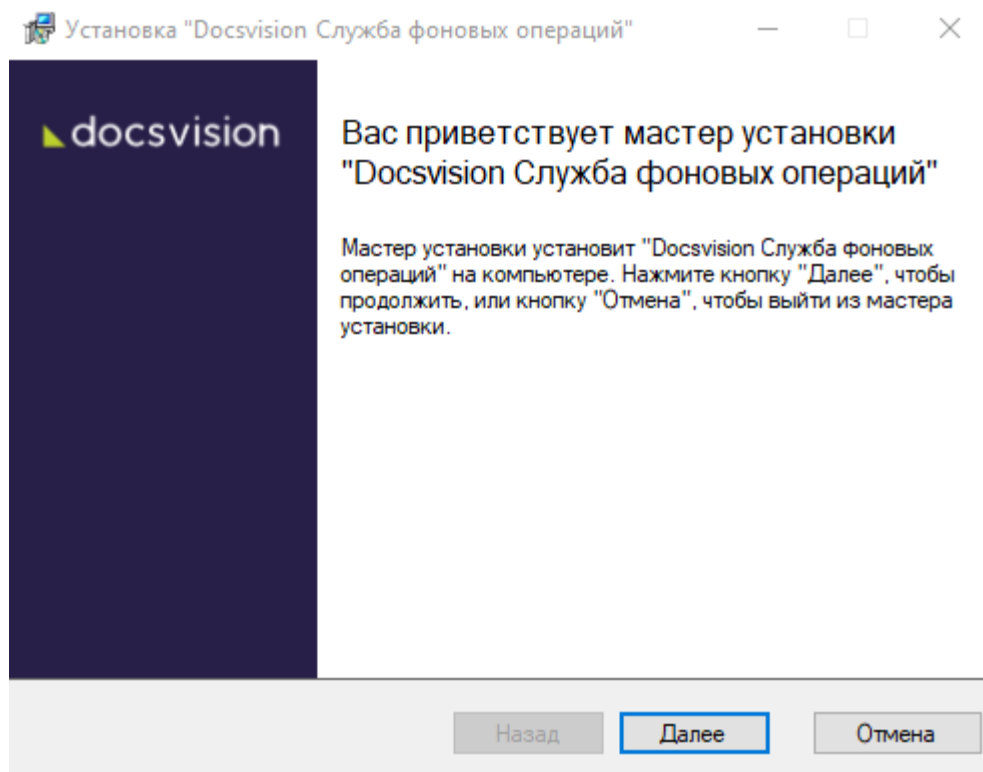 Установка "Docsvision Служба фоновых операций"
docsvision
Вас приветствует мастер установки
"Docsvision Служба фоновых операций"
Мастер установки установит "Docsvision Служба фоновых
операций" на компьютере. Нажмите кнопку "Далее", чтобы
продолжить, или кнопку "Отмена", чтобы выйти из мастера
установки.
Назад Далее Отмена